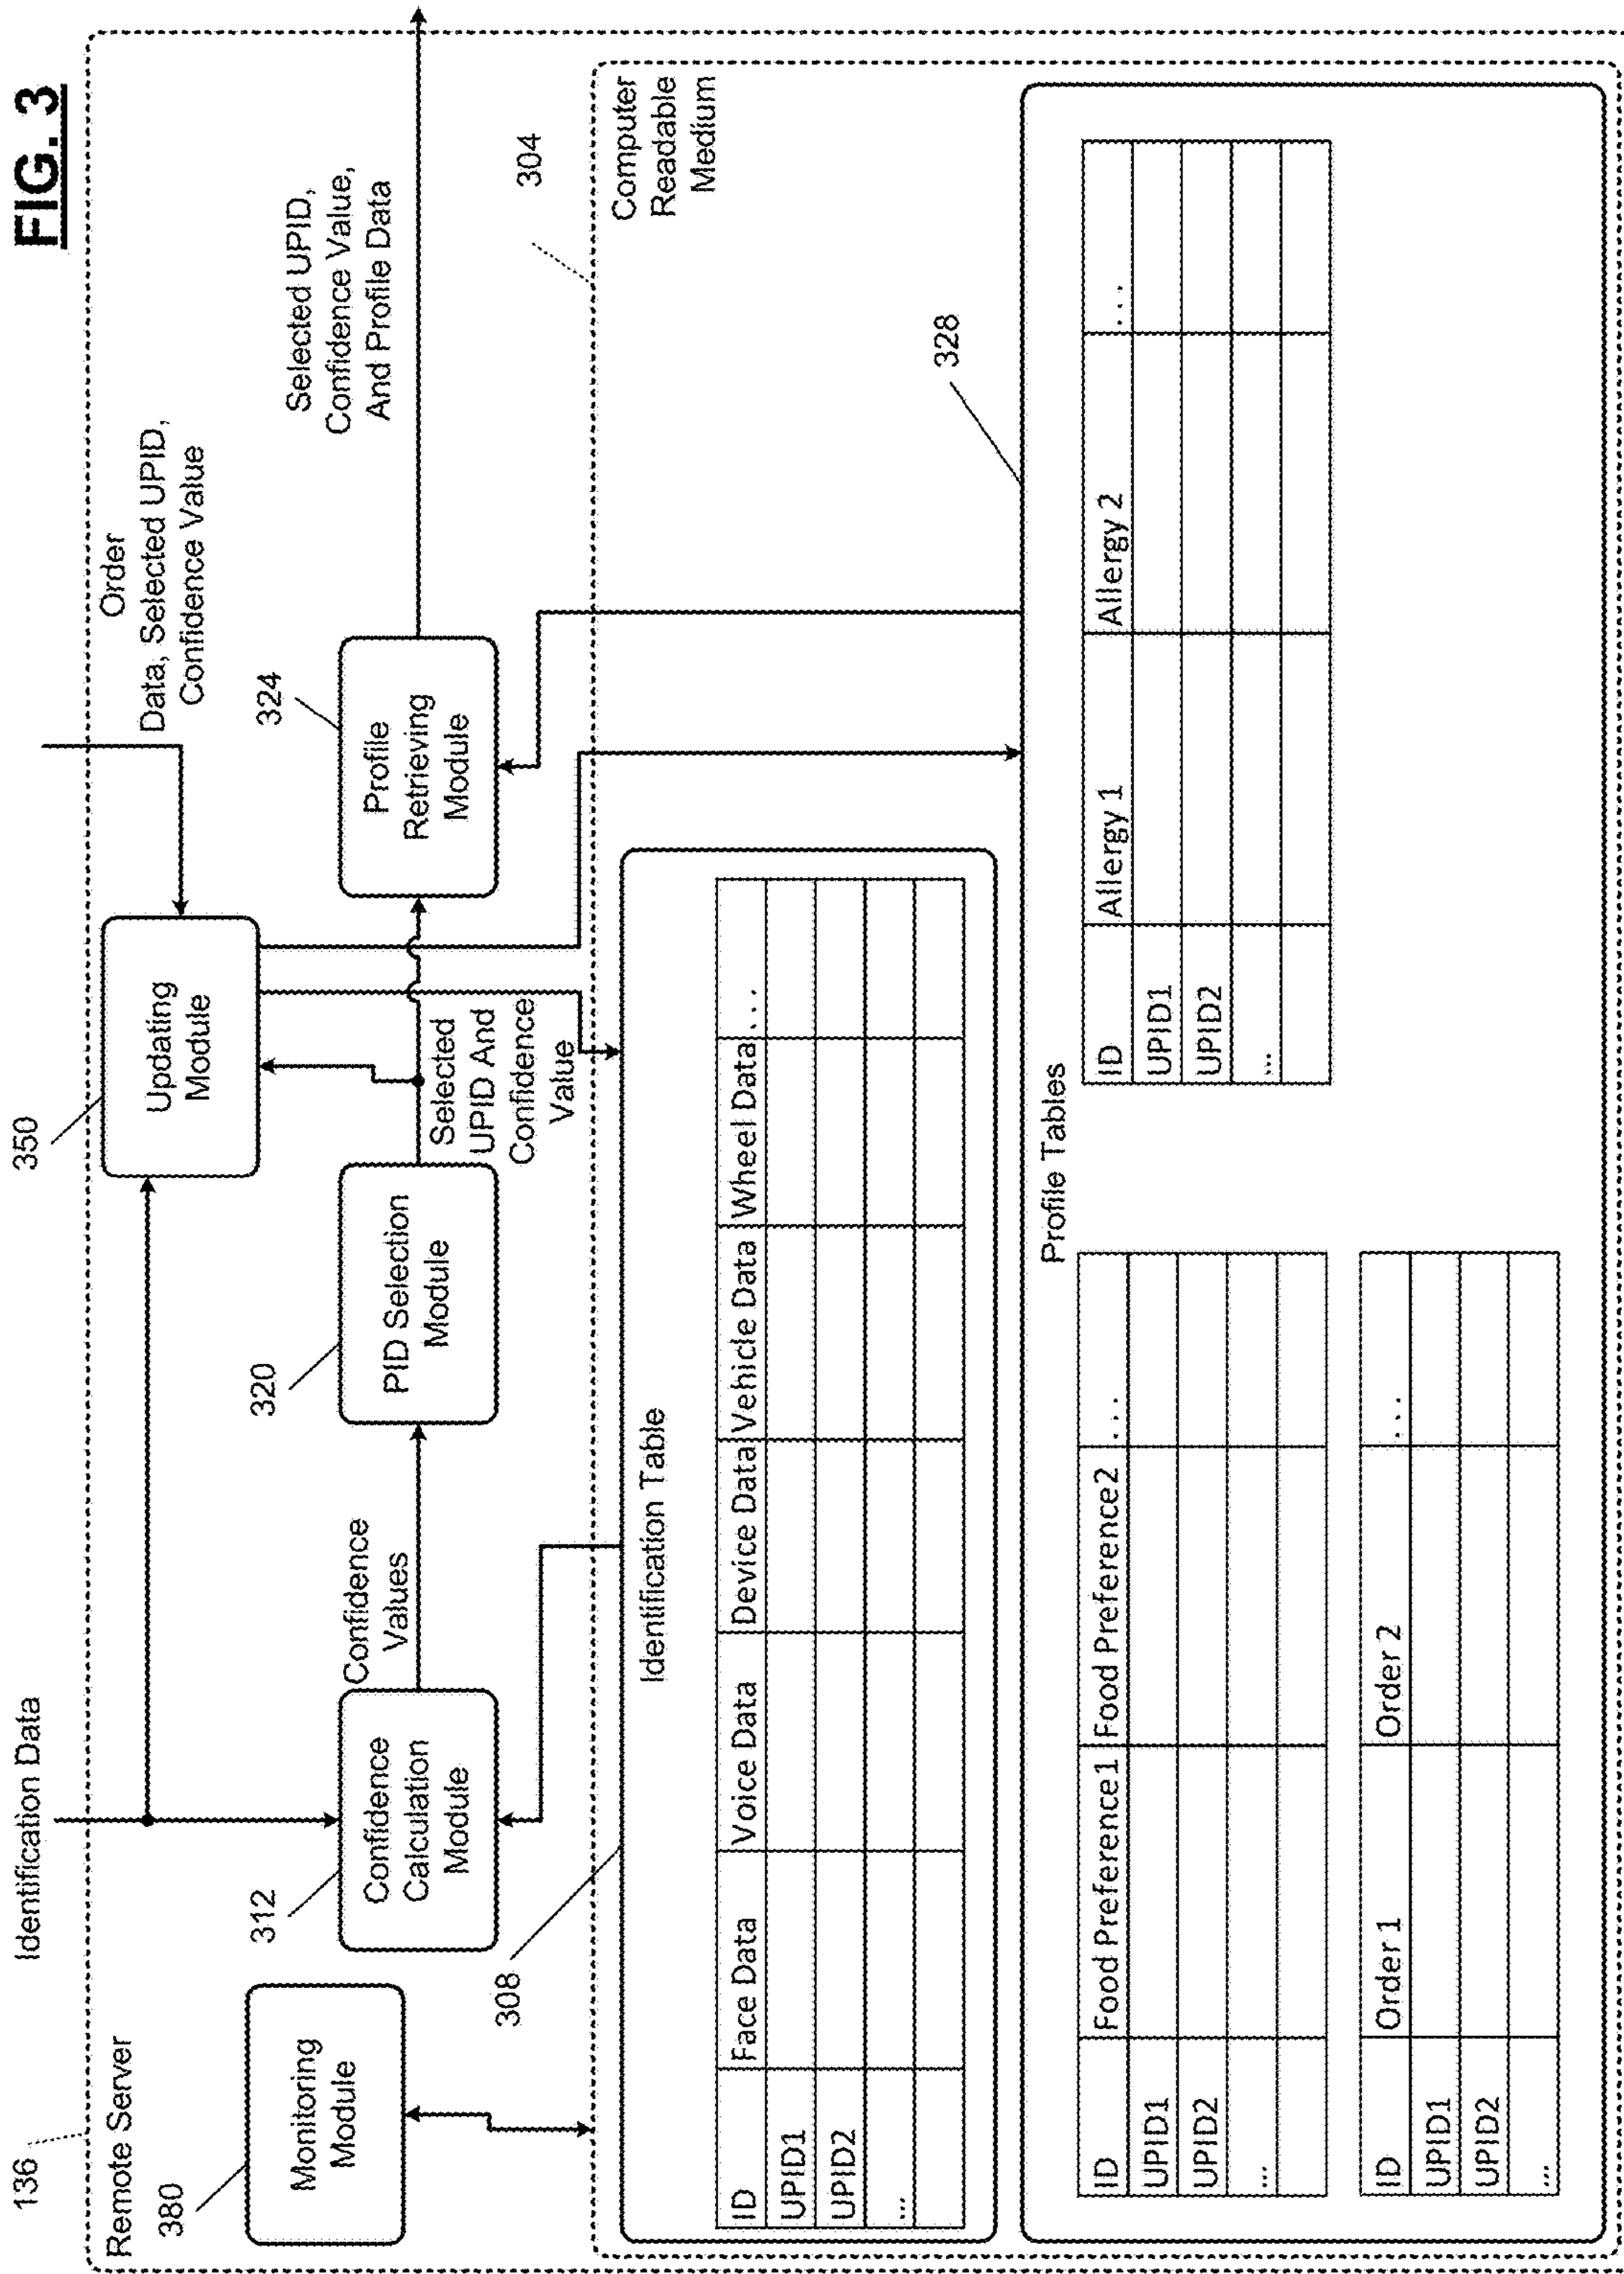 FIG. 3
136
Remote Server
Identification Data
350
Updating
Module
Order
Data, Selected UPID,
Confidence Value
380
Monitoring
Module
312
Confidence
Calculation
Module
Confidence
Values
320
PID Selection
Module
Selected
UPID And
Confidence
Value
324
Profile
Retrieving
Module
Selected UPID,
Confidence Value,
And Profile Data
304
Computer
Readable
Medium
308
Identification Table
ID Face Data Voice Data Device Data Vehicle Data Wheel Data ...
UPID1
UPID2
...
328
Profile Tables
ID Food Preference1 Food Preference2 ...
UPID1
UPID2
...
ID Allergy 1 Allergy 2 ...
UPID1
UPID2
...
ID Order 1 Order 2 ...
UPID1
UPID2
...